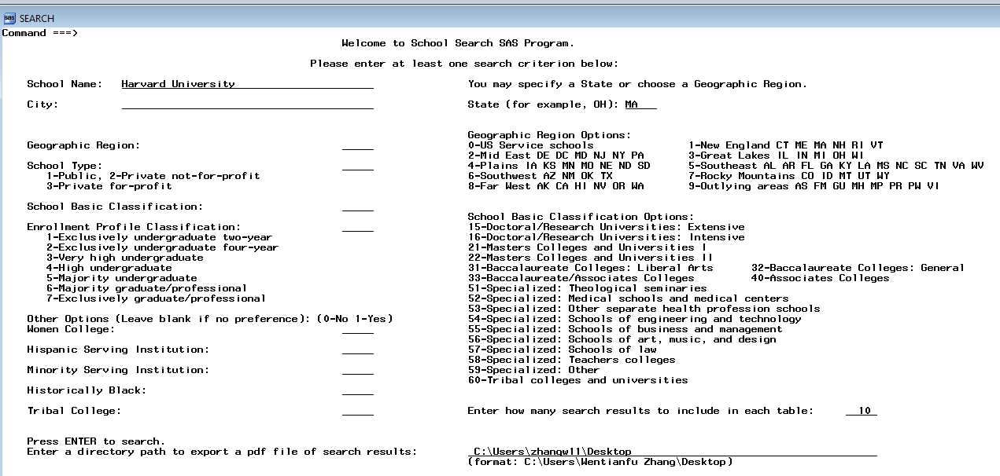 sas SEARCH
Command ===>
Welcome to School Search SAS Program.
Please enter at least one search criterion below:
School Name: Harvard University You may specify a State or choose a Geographic Region.
City: State (for example, OH): MA
Geographic Region Options:
Geographic Region: 0-US Service schools 1-New England CT ME MA NH RI VT
2-Mid East DE DC MD NJ NY PA 3-Great Lakes IL IN MI OH WI
School Type: 4-Plains IA KS MN MO NE ND SD 5-Southeast AL AR FL GA KY LA MS NC SC TN VA WV
1-Public, 2-Private not-for-profit 6-Southwest AZ NM OK TX 7-Rocky Mountains CO ID MT UT WY
3-Private for-profit 8-Far West AK CA HI NV OR WA 9-Outlying areas AS FM GU MH MP PR PW VI
School Basic Classification:
School Basic Classification Options:
Enrollment Profile Classification: 15-Doctoral/Research Universities: Extensive
1-Exclusively undergraduate two-year 16-Doctoral/Research Universities: Intensive
2-Exclusively undergraduate four-year 21-Masters Colleges and Universities I
3-Very high undergraduate 22-Masters Colleges and Universities II
4-High undergraduate 31-Baccalaureate Colleges: Liberal Arts 32-Baccalaureate Colleges: General
5-Majority undergraduate 33-Baccalaureate/Associates Colleges 40-Associates Colleges
6-Majority graduate/professional 51-Specialized: Theological seminaries
7-Exclusively graduate/professional 52-Specialized: Medical schools and medical centers
53-Specialized: Other separate health profession schools
Other Options (Leave blank if no preference): (0-No 1-Yes) 54-Specialized: Schools of engineering and technology
Women College: 55-Specialized: Schools of business and management
56-Specialized: Schools of art, music, and design
Hispanic Serving Institution: 57-Specialized: Schools of law
58-Specialized: Teachers colleges
Minority Serving Institution: 59-Specialized: Other
60-Tribal colleges and universities
Historically Black:
Tribal College: Enter how many search results to include in each table: 10
Press ENTER to search.
Enter a directory path to export a pdf file of search results: C:\Users\zhangw11\Desktop
(format: C:\Users\Wentianfu Zhang\Desktop)